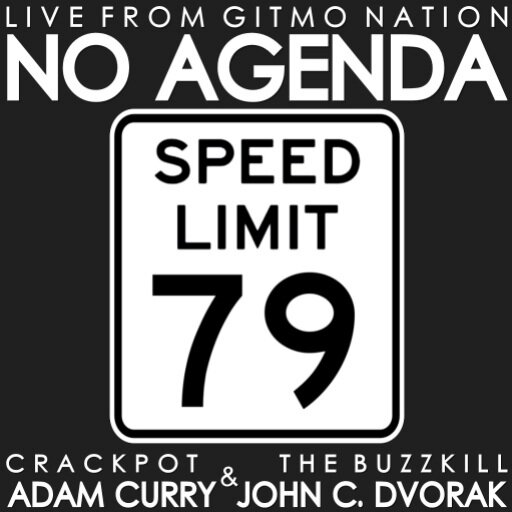 LIVE FROM GITMO NATION
NO AGENDA
SPEED
LIMIT
79
CRACKPOT & THE BUZZKILL
ADAM CURRY JOHN C. DVORAK